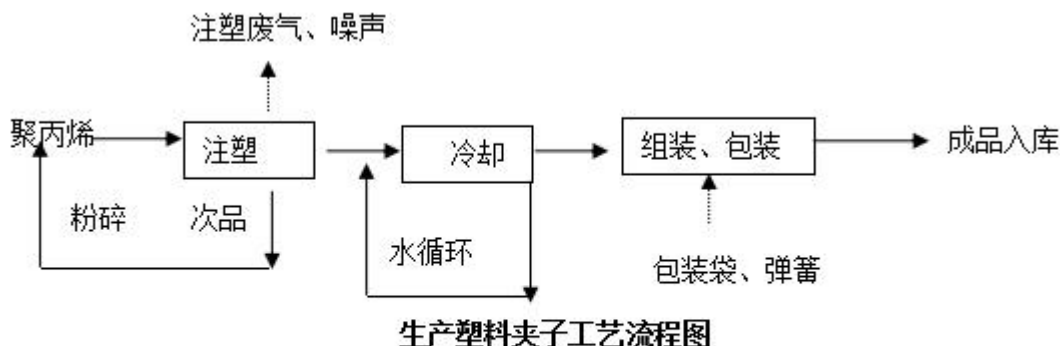 注塑废气、噪声
聚丙烯
注塑
冷却
组装、包装
成品入库
粉碎
次品
水循环
包装袋、弹簧
生产塑料夹子工艺流程图